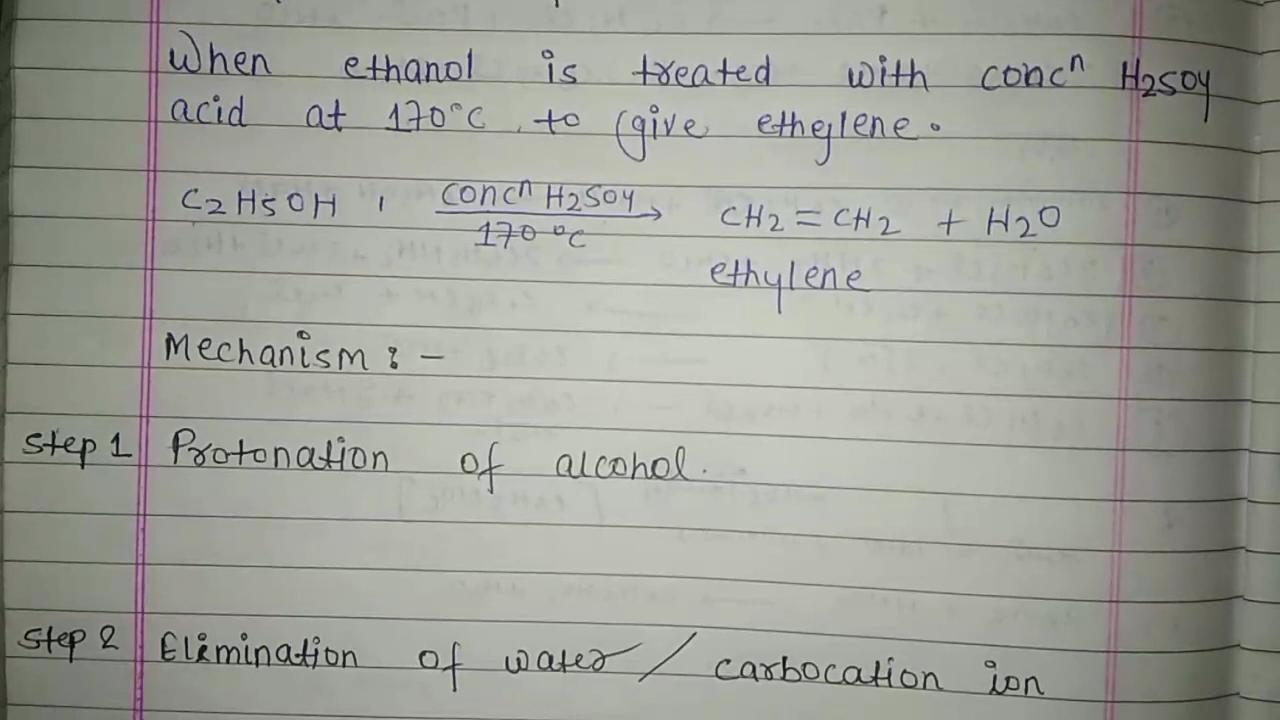 When ethanol is treated with concⁿ H2SO4
acid at 170°C, to give ethylene.
C2H5OH , concⁿ H2SO4 → CH2=CH2 + H2O
170 °C
ethylene
Mechanism :-
Step 1 Protonation of alcohol.
Step 2 Elimination of water / carbocation ion